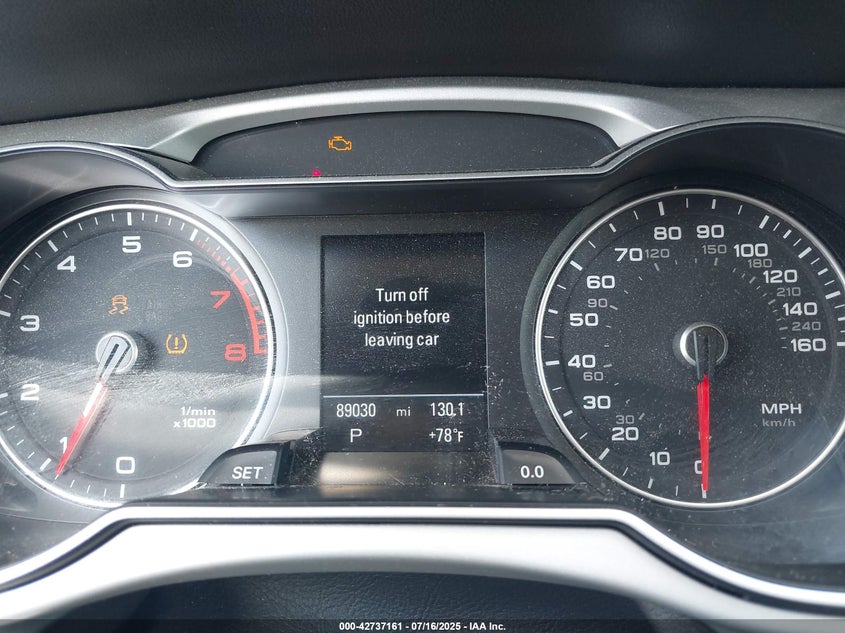 5
4
6
3
7
2
8
1
0
1/min
x1000
Turn off
ignition before
leaving car
89030 mi 130.1
P +78°F
SET
0.0
80 90
70 120 150 100
60 180
90 120
50 210
140
240
40 160
60
30 MPH
30 km/h
20
10 0
000-42737161 - 07/16/2025 - IAA Inc.